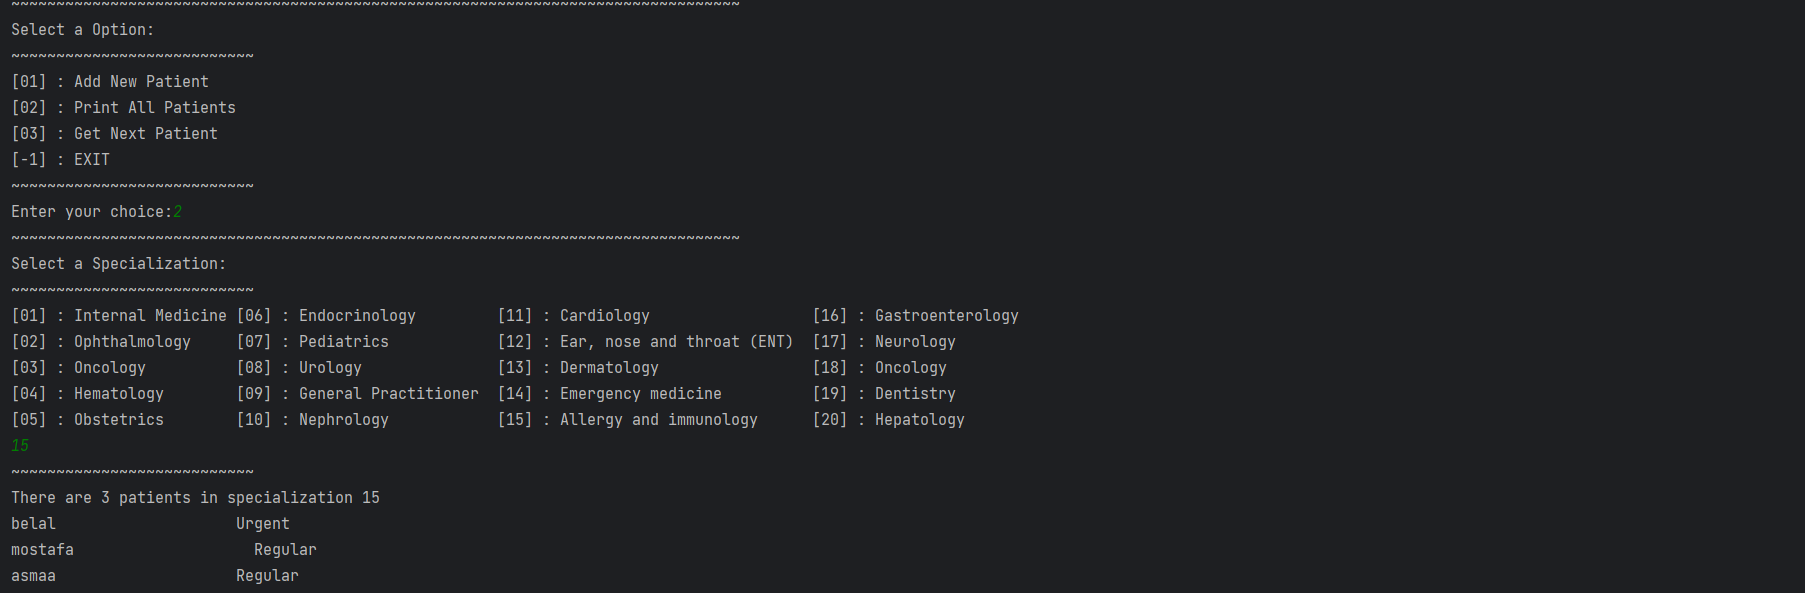 ~~~~~~~~~~~~~~~~~~~~~~~~~~~~~~~~~~~~~~~~~~~~~~~~~~~~~~~~~~~~~~~~~~~~~~~~~~~~~~~~~
Select a Option:
~~~~~~~~~~~~~~~~~~~~~~~~~~~
[01] : Add New Patient
[02] : Print All Patients
[03] : Get Next Patient
[-1] : EXIT
~~~~~~~~~~~~~~~~~~~~~~~~~~~
Enter your choice:2
~~~~~~~~~~~~~~~~~~~~~~~~~~~~~~~~~~~~~~~~~~~~~~~~~~~~~~~~~~~~~~~~~~~~~~~~~~~~~~~~~
Select a Specialization:
~~~~~~~~~~~~~~~~~~~~~~~~~~~
[01] : Internal Medicine [06] : Endocrinology         [11] : Cardiology                  [16] : Gastroenterology
[02] : Ophthalmology     [07] : Pediatrics            [12] : Ear, nose and throat (ENT)  [17] : Neurology
[03] : Oncology          [08] : Urology               [13] : Dermatology                 [18] : Oncology
[04] : Hematology        [09] : General Practitioner  [14] : Emergency medicine          [19] : Dentistry
[05] : Obstetrics        [10] : Nephrology            [15] : Allergy and immunology      [20] : Hepatology
15
~~~~~~~~~~~~~~~~~~~~~~~~~~~
There are 3 patients in specialization 15
belal                    Urgent
mostafa                    Regular
asmaa                    Regular